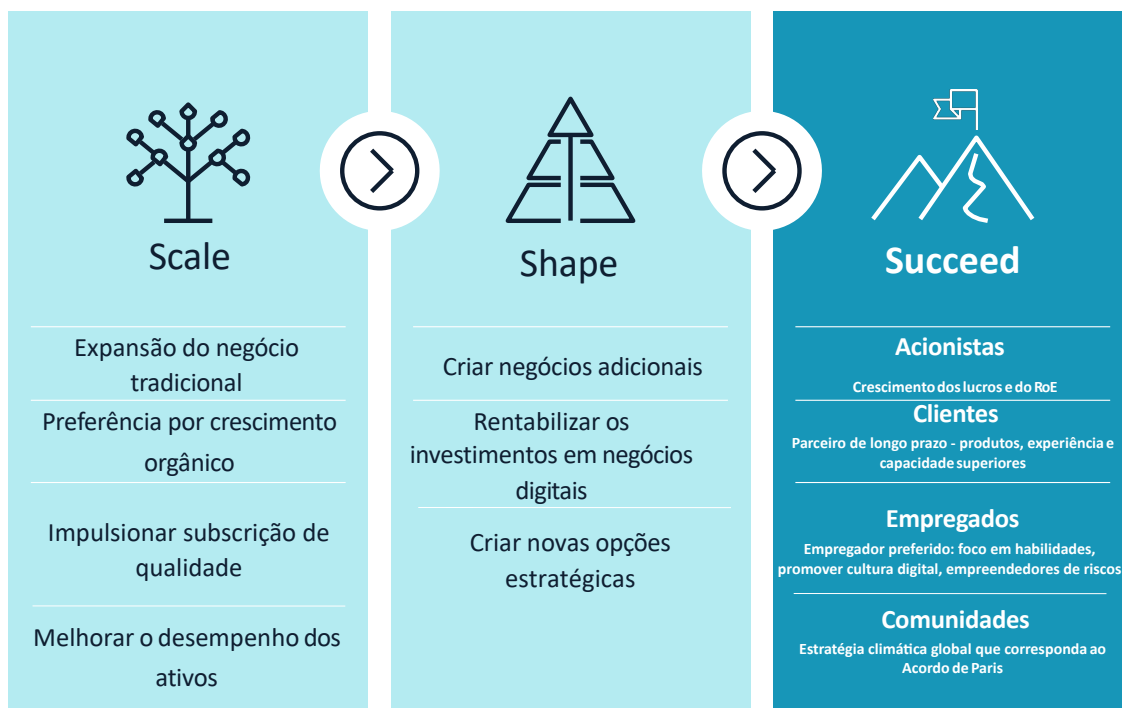 Scale
Expansão do negócio
tradicional
Preferência por crescimento
orgânico
Impulsionar subscrição de
qualidade
Melhorar o desempenho dos
ativos
Shape
Criar negócios adicionais
Rentabilizar os
investimentos em negócios
digitais
Criar novas opções
estratégicas
Succeed
Acionistas
Crescimento dos lucros e do RoE
Clientes
Parceiro de longo prazo - produtos, experiência e
capacidade superiores
Empregados
Empregador preferido: foco em habilidades,
promover cultura digital, empreendedores de riscos
Comunidades
Estratégia climática global que corresponda ao
Acordo de Paris